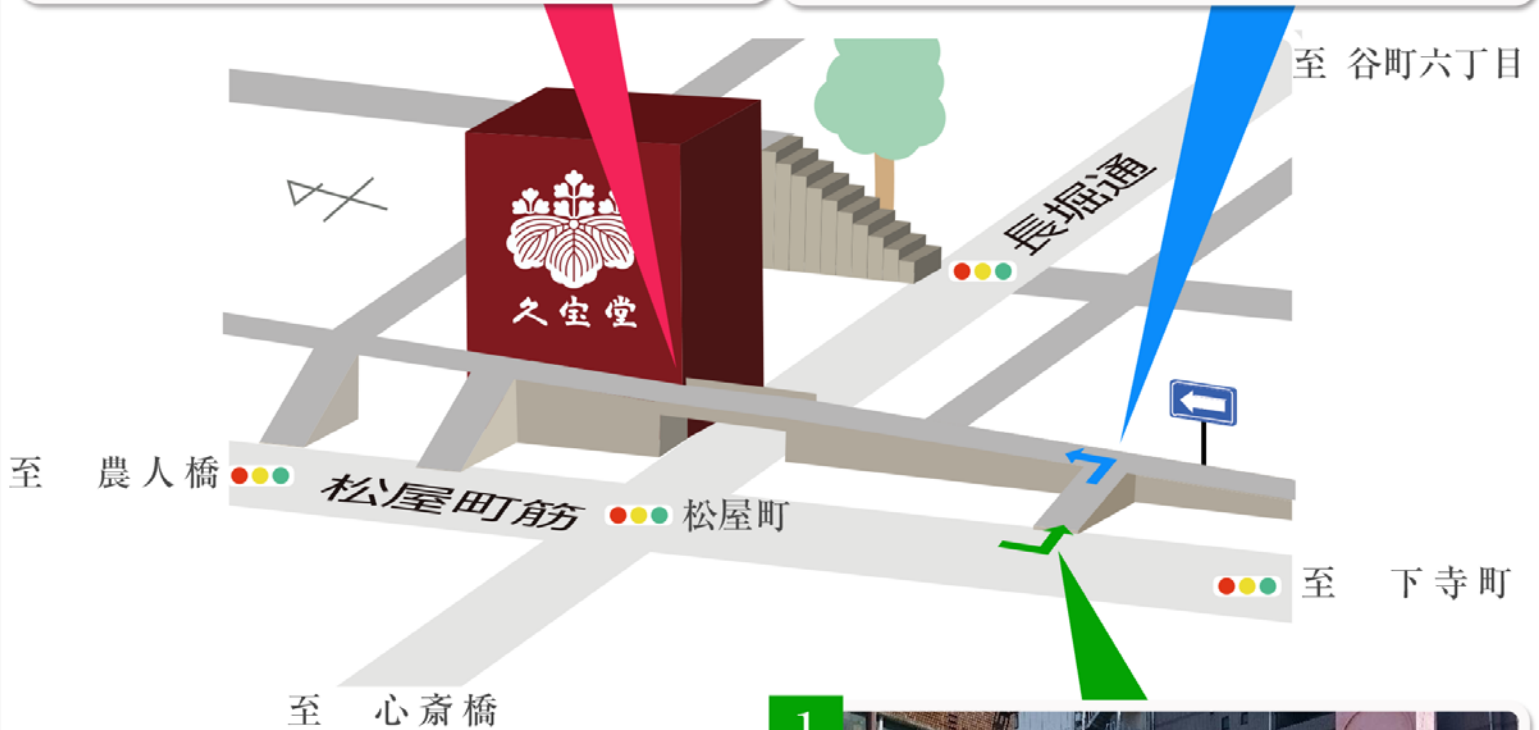 至 谷町六丁目
長堀通
久宝堂
至 農人橋
松屋町筋
松屋町
至 下寺町
至 心斎橋
1